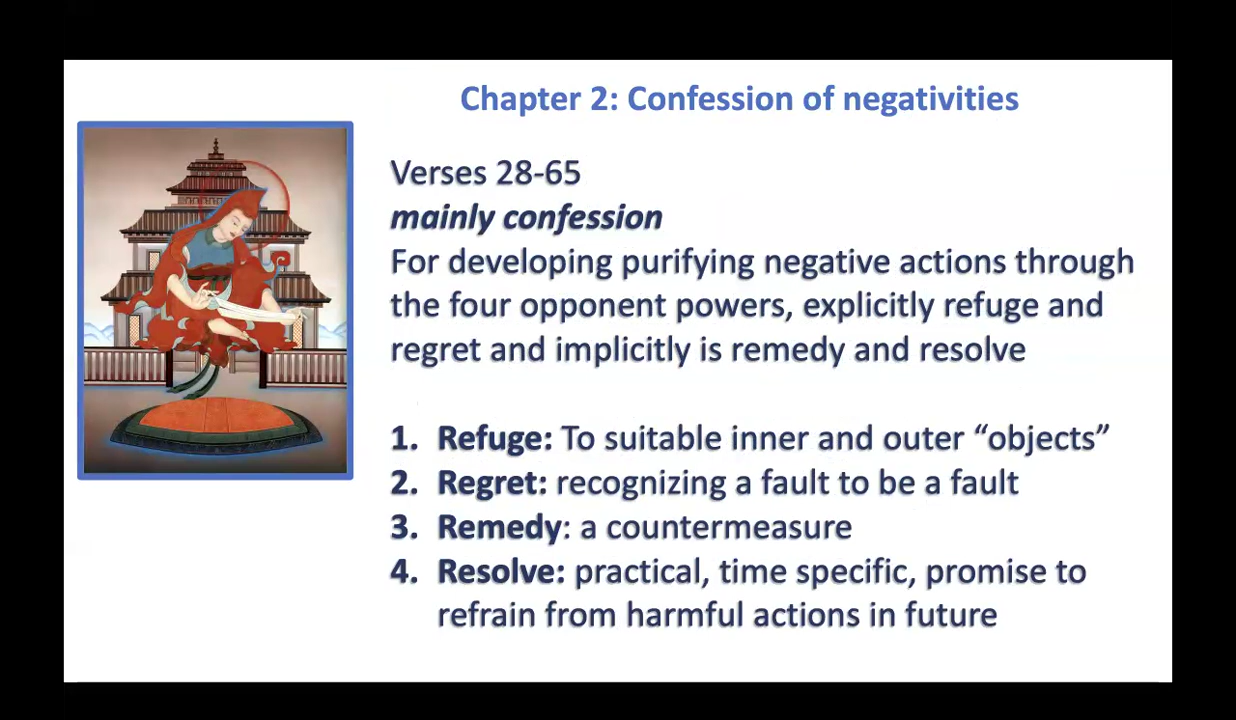 Chapter 2: Confession of negativities
Verses 28-65
mainly confession
For developing purifying negative actions through
the four opponent powers, explicitly refuge and
regret and implicitly is remedy and resolve
1. Refuge: To suitable inner and outer “objects”
2. Regret: recognizing a fault to be a fault
3. Remedy: a countermeasure
4. Resolve: practical, time specific, promise to
refrain from harmful actions in future